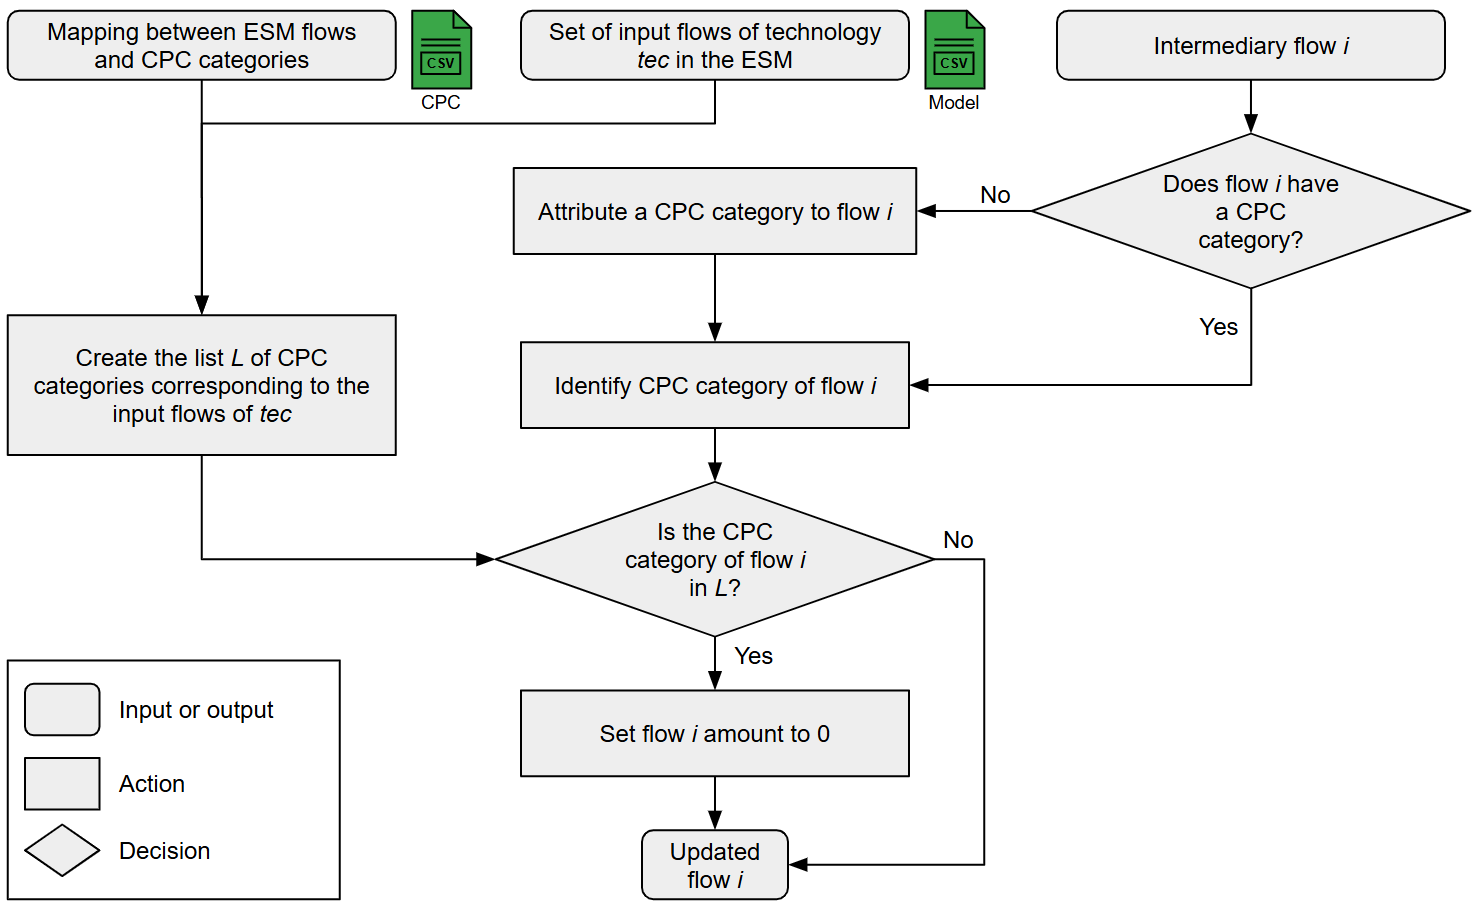 Mapping between ESM flows
and CPC categories
CSV
CPC
Set of input flows of technology
tec in the ESM
CSV
Model
Intermediary flow i
Does flow i have
a CPC
category?
No
Yes
Attribute a CPC category to flow i
Identify CPC category of flow i
Create the list L of CPC
categories corresponding to the
input flows of tec
Is the CPC
category of flow i
in L?
No
Yes
Set flow i amount to 0
Updated
flow i
Input or output
Action
Decision